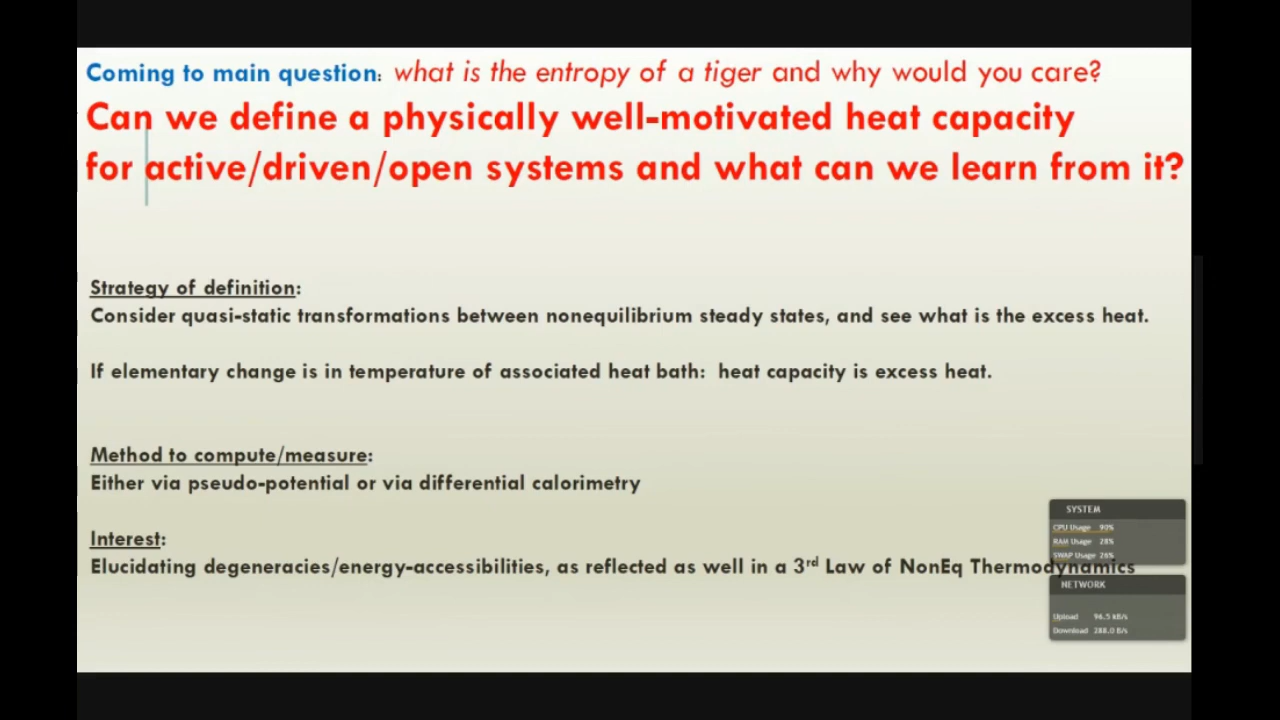 Coming to main question: what is the entropy of a tiger and why would you care?
Can we define a physically well-motivated heat capacity
for active/driven/open systems and what can we learn from it?
Strategy of definition:
Consider quasi-static transformations between nonequilibrium steady states, and see what is the excess heat.
If elementary change is in temperature of associated heat bath: heat capacity is excess heat.
Method to compute/measure:
Either via pseudo-potential or via differential calorimetry
Interest:
Elucidating degeneracies/energy-accessibilities, as reflected as well in a 3rd Law of NonEq Thermodynamics
SYSTEM
CPU Usage 90%
RAM Usage 28%
SWAP Usage 26%
NETWORK
Upload 96.5 kB/s
Download 288.0 B/s